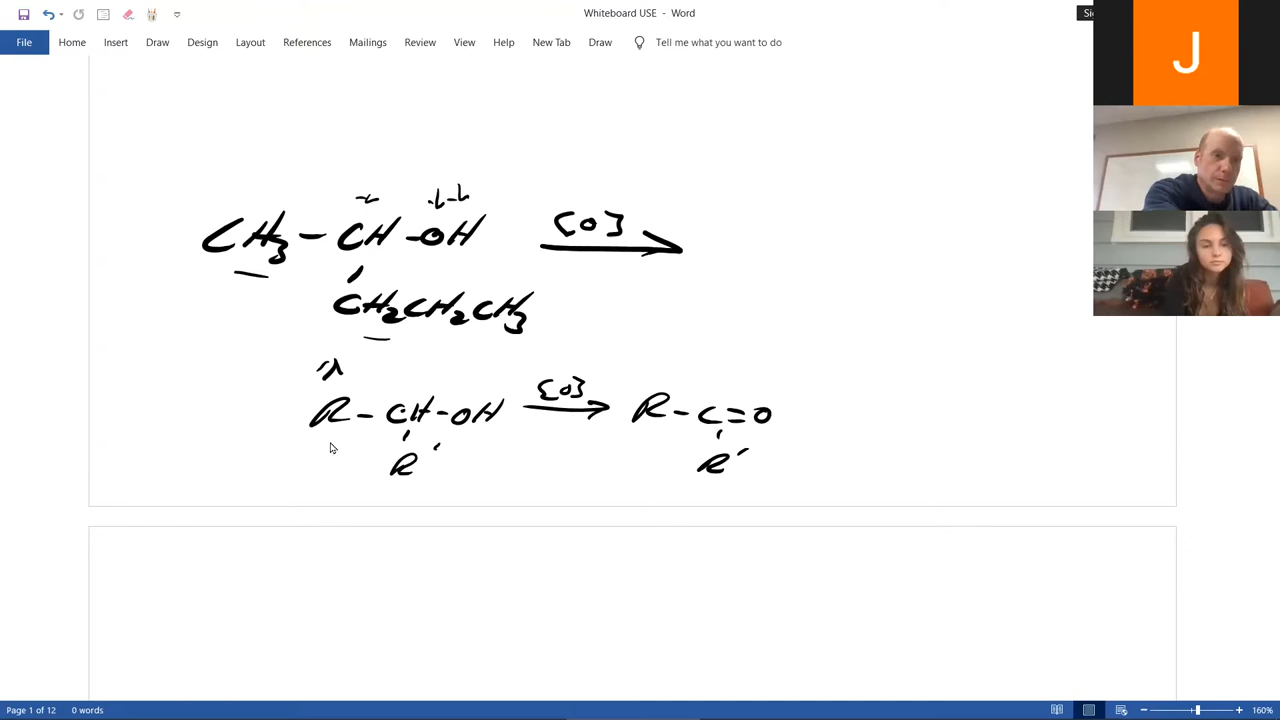 Whiteboard USE - Word
File Home Insert Draw Design Layout References Mailings Review View Help New Tab Draw Tell me what you want to do
J
CH3 - CH - OH [O]
CH2CH2CH3
R - CH - OH [O] R - C = O
R' R'
Page 1 of 12 0 words 160%